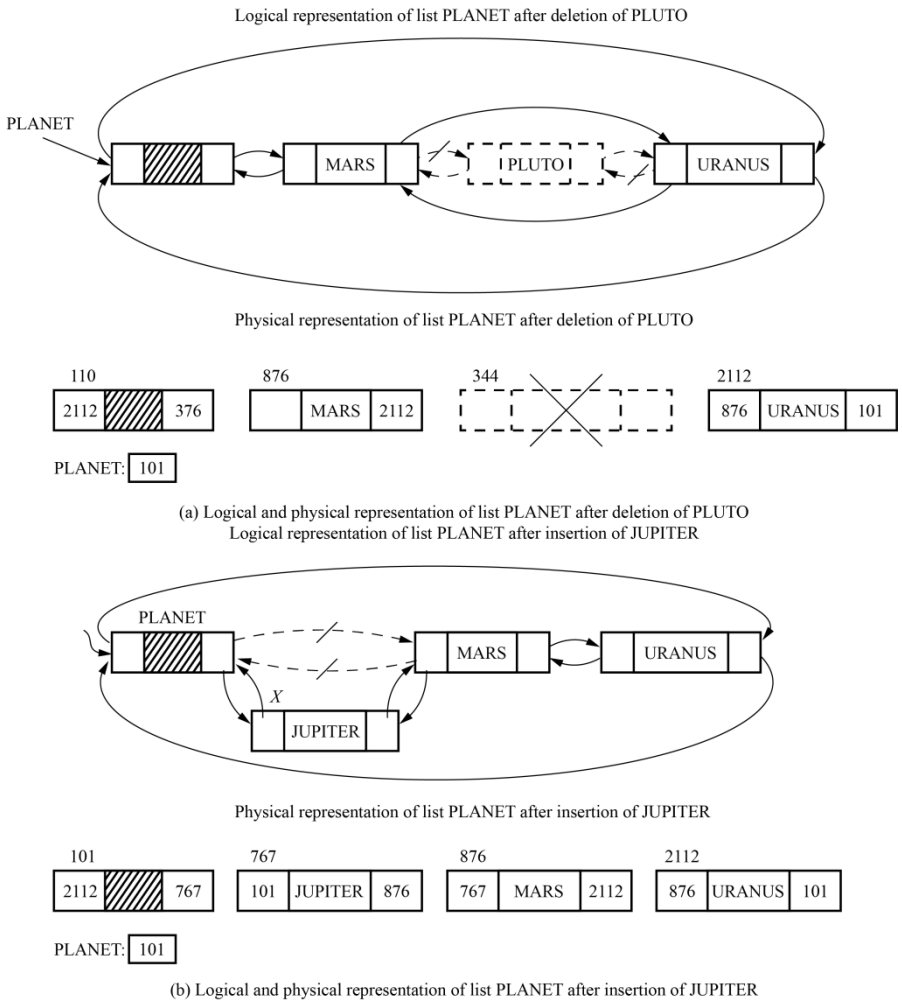 Logical representation of list PLANET after deletion of PLUTO
PLANET
MARS
PLUTO
URANUS
Physical representation of list PLANET after deletion of PLUTO
110 876 344 2112
2112 376 MARS 2112 876 URANUS 101
PLANET: 101
(a) Logical and physical representation of list PLANET after deletion of PLUTO
Logical representation of list PLANET after insertion of JUPITER
PLANET
MARS URANUS
X
JUPITER
Physical representation of list PLANET after insertion of JUPITER
101 767 876 2112
2112 767 101 JUPITER 876 767 MARS 2112 876 URANUS 101
PLANET: 101
(b) Logical and physical representation of list PLANET after insertion of JUPITER